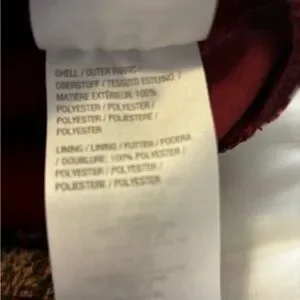 SHELL / OUTER FABRIC /
OBERSTOFF / TESSUTO ESTERNO /
MATIÈRE EXTÉRIEUR 100%
POLYESTER / POLYESTER /
POLYESTER / POLIESTERE /
POLYESTER
LINING / LINING / FUTTER / FODERA
/ DOUBLURE: 100% POLYESTER /
POLYESTER / POLYESTER /
POLIESTERE / POLYESTER